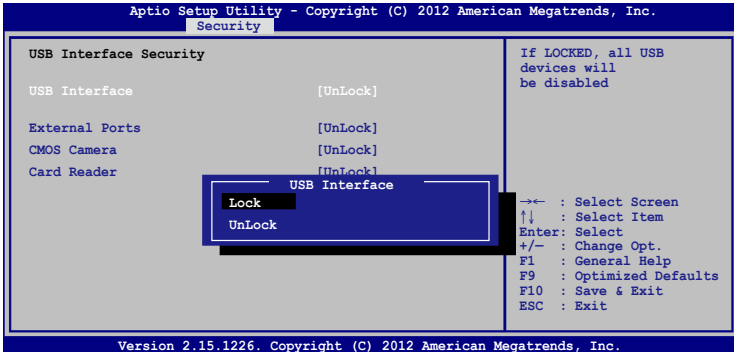 Aptio Setup Utility - Copyright (C) 2012 American Megatrends, Inc.
Security
USB Interface Security
USB Interface [UnLock]
External Ports [UnLock]
CMOS Camera [UnLock]
Card Reader [UnLock]
USB Interface
Lock
UnLock
If LOCKED, all USB
devices will
be disabled
→← : Select Screen
↑↓ : Select Item
Enter: Select
+/— : Change Opt.
F1 : General Help
F9 : Optimized Defaults
F10 : Save & Exit
ESC : Exit
Version 2.15.1226. Copyright (C) 2012 American Megatrends, Inc.